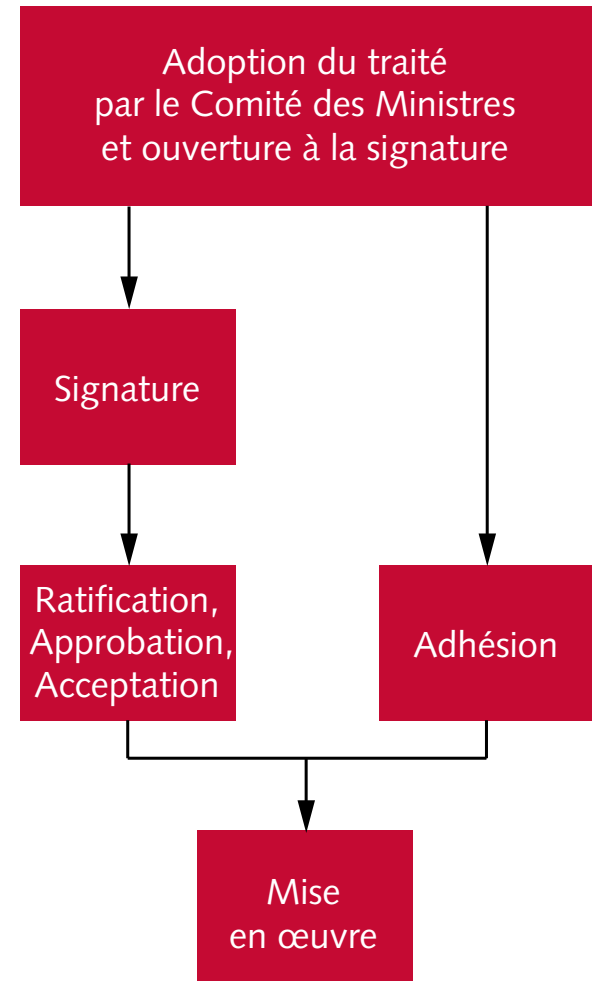 Adoption du traité
par le Comité des Ministres
et ouverture à la signature
Signature
Ratification,
Approbation,
Acceptation
Adhésion
Mise
en œuvre